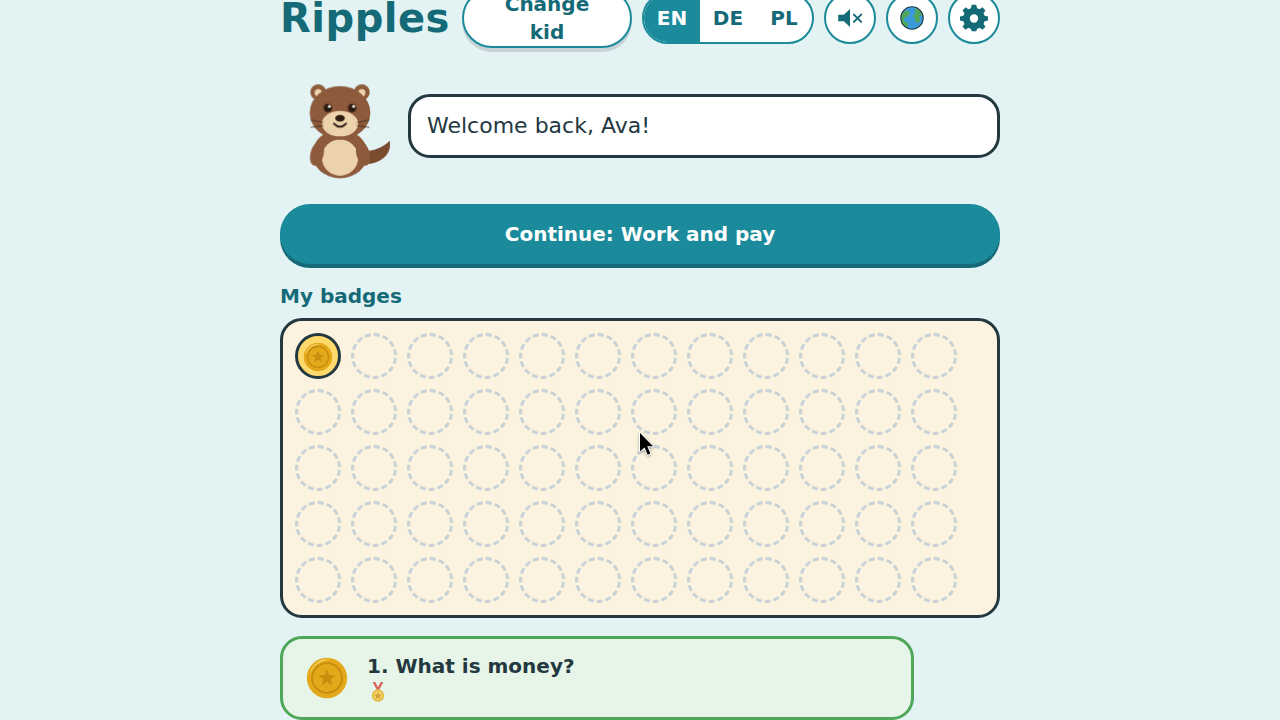 Ripples
Change
kid
EN DE PL
Welcome back, Ava!
Continue: Work and pay
My badges
1. What is money?